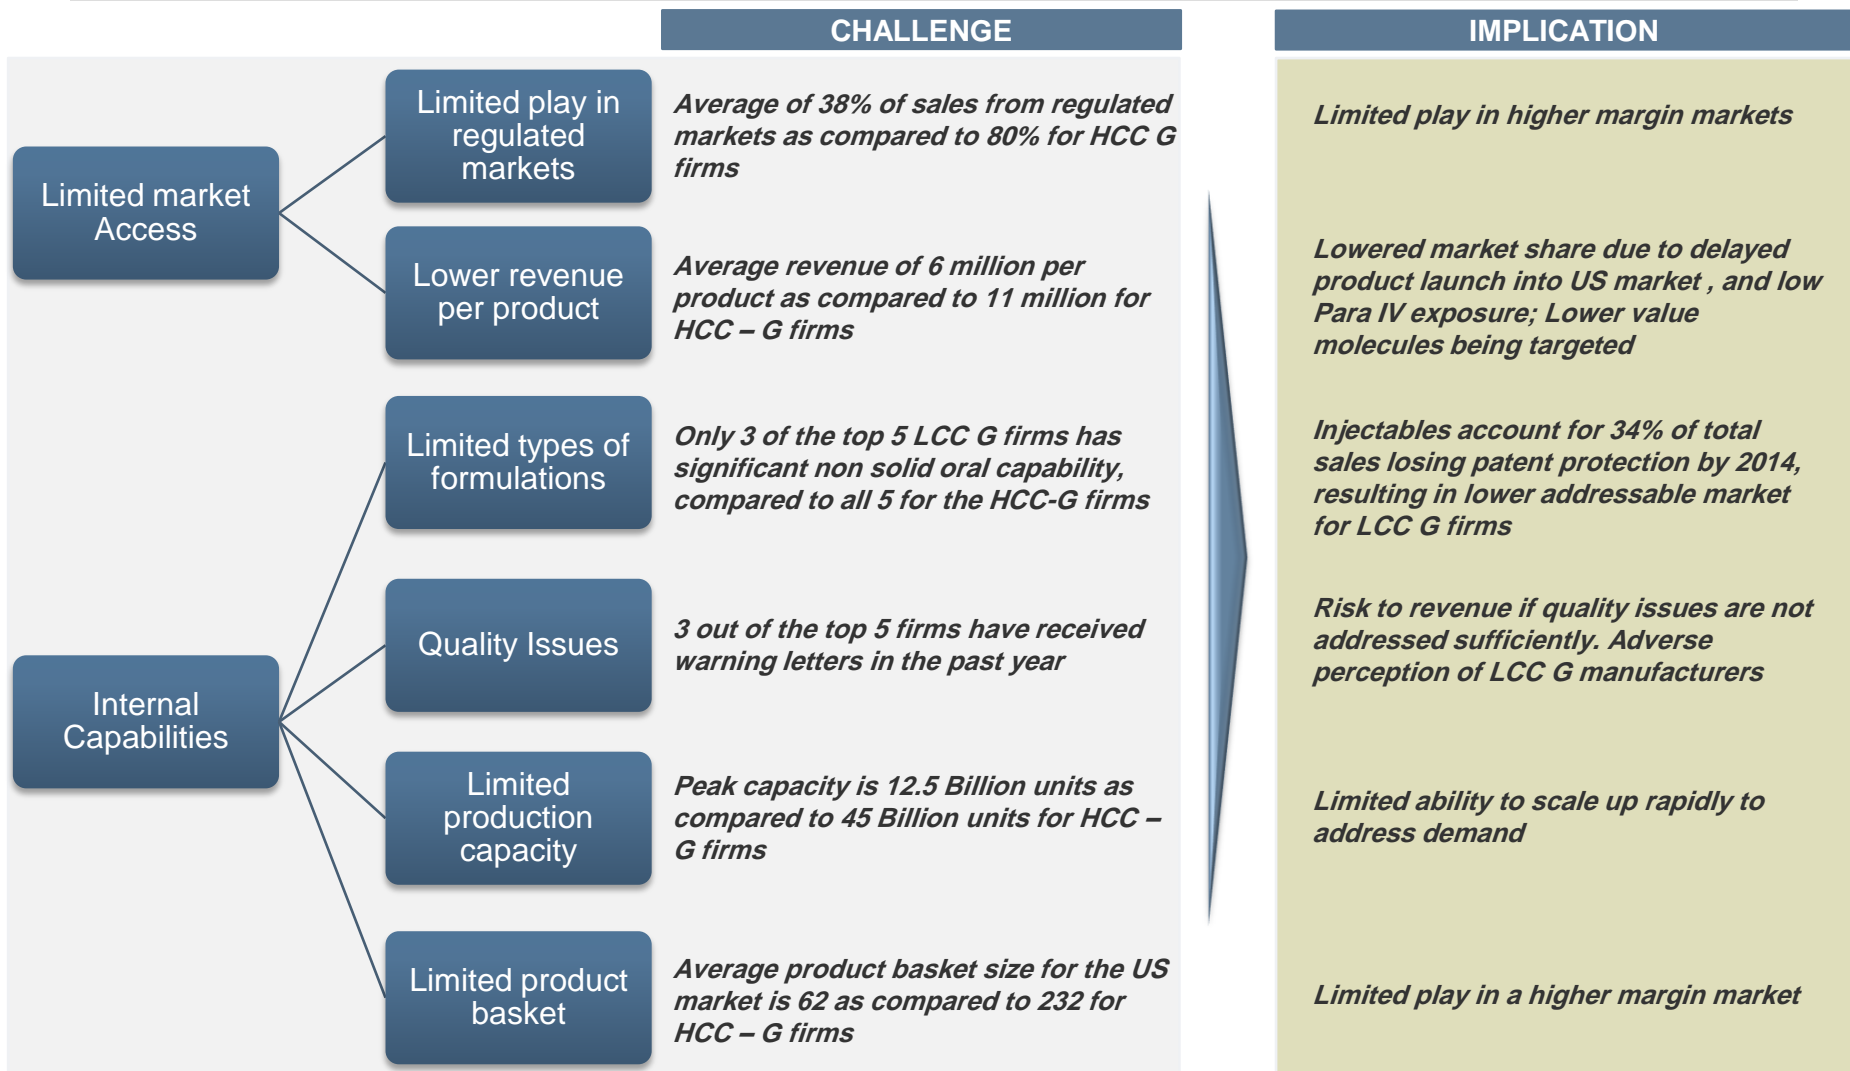 CHALLENGE
IMPLICATION
Limited market
Access
Limited play in
regulated
markets
Average of 38% of sales from regulated
markets as compared to 80% for HCC G
firms
Limited play in higher margin markets
Lower revenue
per product
Average revenue of 6 million per
product as compared to 11 million for
HCC – G firms
Lowered market share due to delayed
product launch into US market , and low
Para IV exposure; Lower value
molecules being targeted
Internal
Capabilities
Limited types of
formulations
Only 3 of the top 5 LCC G firms has
significant non solid oral capability,
compared to all 5 for the HCC-G firms
Injectables account for 34% of total
sales losing patent protection by 2014,
resulting in lower addressable market
for LCC G firms
Quality Issues
3 out of the top 5 firms have received
warning letters in the past year
Risk to revenue if quality issues are not
addressed sufficiently. Adverse
perception of LCC G manufacturers
Limited
production
capacity
Peak capacity is 12.5 Billion units as
compared to 45 Billion units for HCC –
G firms
Limited ability to scale up rapidly to
address demand
Limited product
basket
Average product basket size for the US
market is 62 as compared to 232 for
HCC – G firms
Limited play in a higher margin market